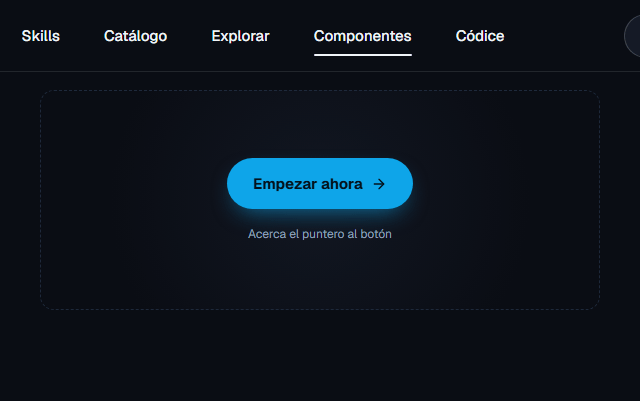 Skills Catálogo Explorar Componentes Códice
Empezar ahora →
Acerca el puntero al botón